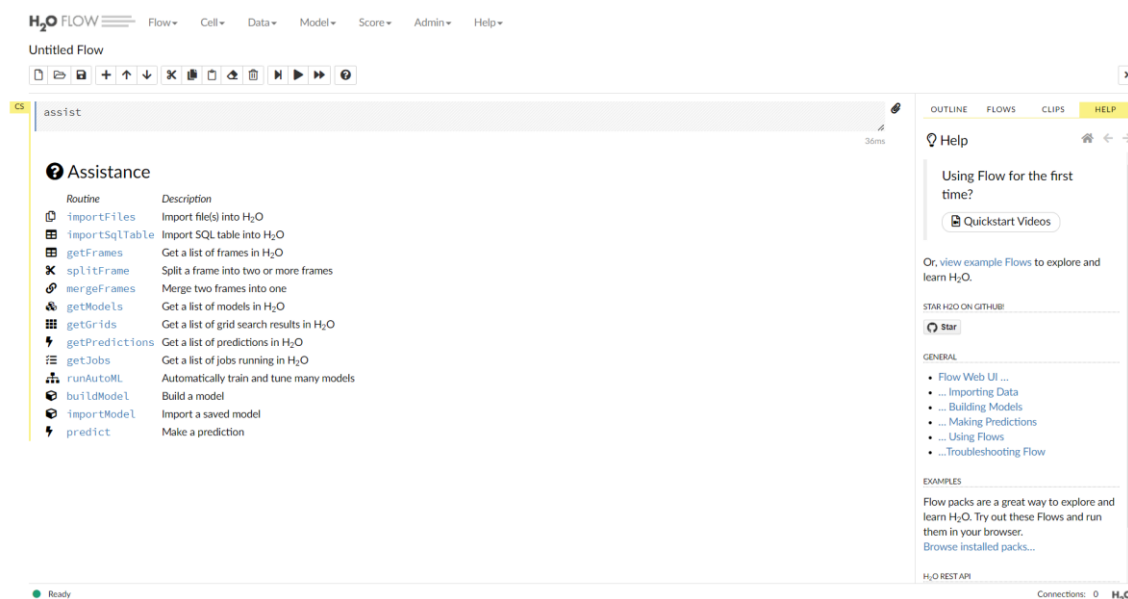 H2O FLOW Flow Cell Data Model Score Admin Help
Untitled Flow
CS
assist
36ms
Assistance
Routine Description
importFiles Import file(s) into H2O
importSqlTable Import SQL table into H2O
getFrames Get a list of frames in H2O
splitFrame Split a frame into two or more frames
mergeFrames Merge two frames into one
getModels Get a list of models in H2O
getGrids Get a list of grid search results in H2O
getPredictions Get a list of predictions in H2O
getJobs Get a list of jobs running in H2O
runAutoML Automatically train and tune many models
buildModel Build a model
importModel Import a saved model
predict Make a prediction
OUTLINE FLOWS CLIPS HELP
Help
Using Flow for the first
time?
Quickstart Videos
Or, view example Flows to explore and
learn H2O.
STAR H2O ON GITHUB!
Star
GENERAL
• Flow Web UI ...
• ... Importing Data
• ... Building Models
• ... Making Predictions
• ... Using Flows
• ...Troubleshooting Flow
EXAMPLES
Flow packs are a great way to explore and
learn H2O. Try out these Flows and run
them in your browser.
Browse installed packs...
H2O REST API
Ready Connections: 0 H2O